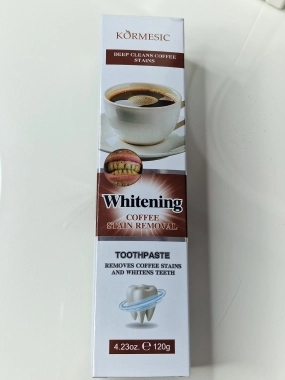 KORMESIC
DEEP CLEANS COFFEE
STAINS
Whitening
COFFEE
STAIN REMOVAL
TOOTHPASTE
REMOVES COFFEE STAINS
AND WHITENS TEETH
4.23oz. ℮ 120g